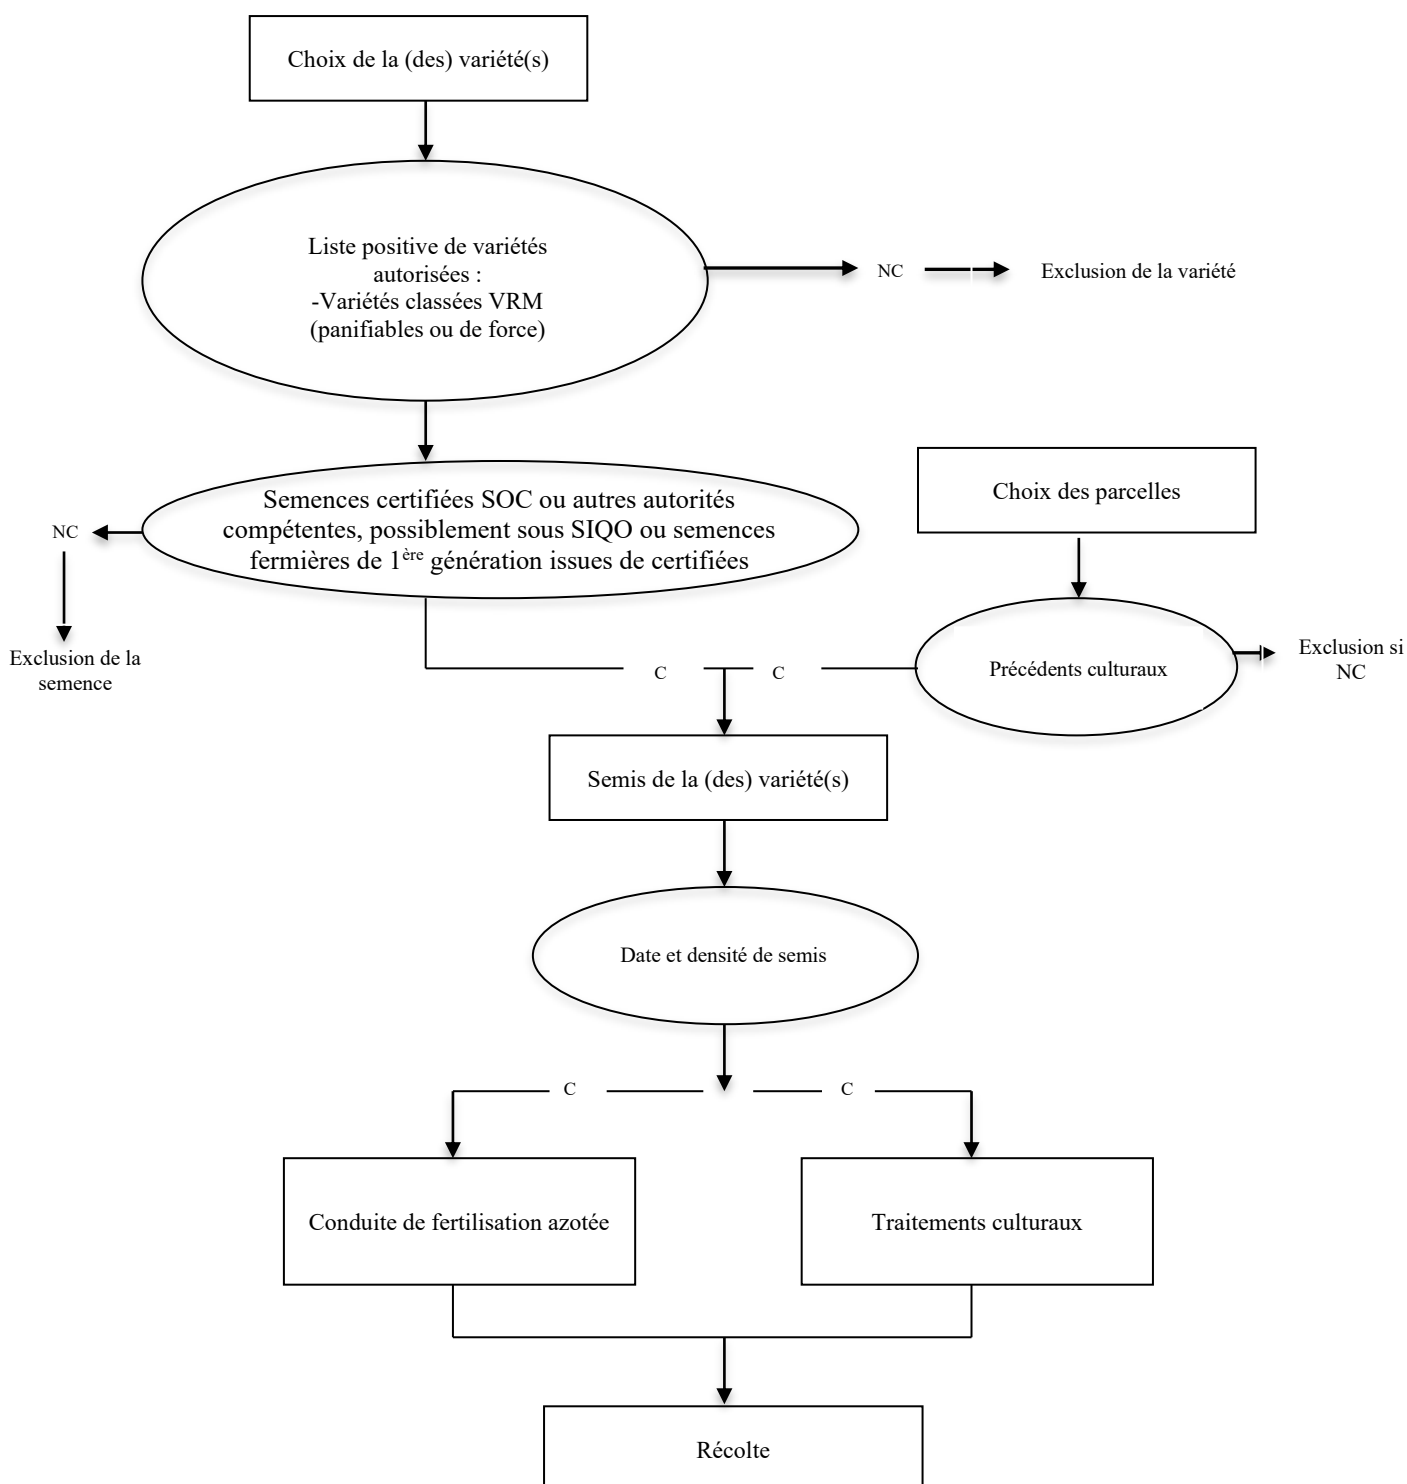 Choix de la (des) variété(s)
Liste positive de variétés
autorisées :
-Variétés classées VRM
(panifiables ou de force)
NC
Exclusion de la variété
Semences certifiées SOC ou autres autorités
compétentes, possiblement sous SIQO ou semences
fermières de 1ère génération issues de certifiées
NC
Exclusion de la
semence
Choix des parcelles
Précédents culturaux
Exclusion si
NC
C
C
Semis de la (des) variété(s)
Date et densité de semis
C
C
Conduite de fertilisation azotée
Traitements culturaux
Récolte